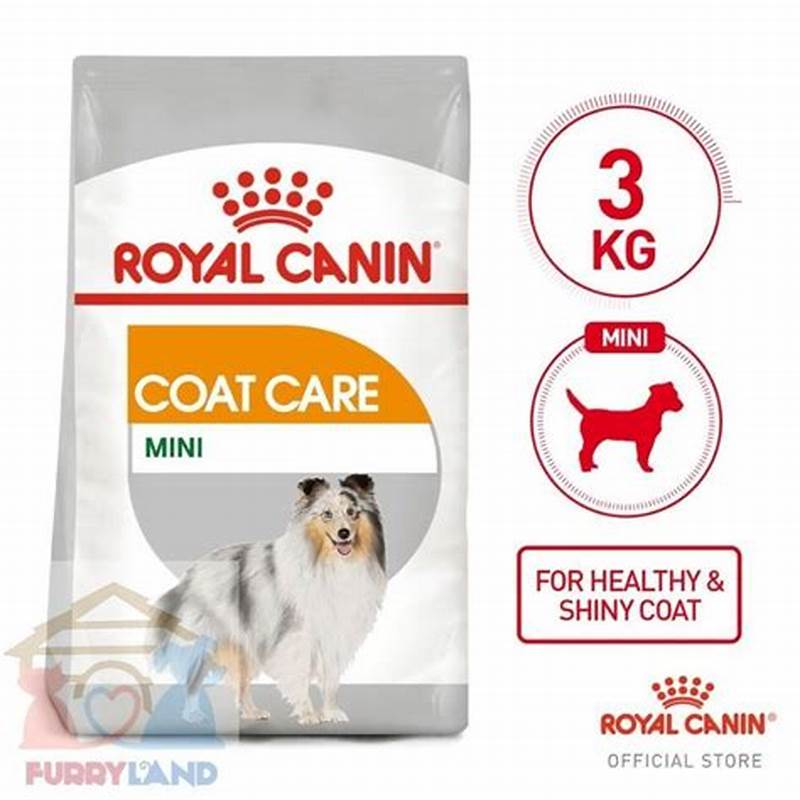 ROYAL CANIN®
COAT CARE
MINI
3
KG
MINI
FOR HEALTHY &
SHINY COAT
ROYAL CANIN®
OFFICIAL STORE
FURRYLAND